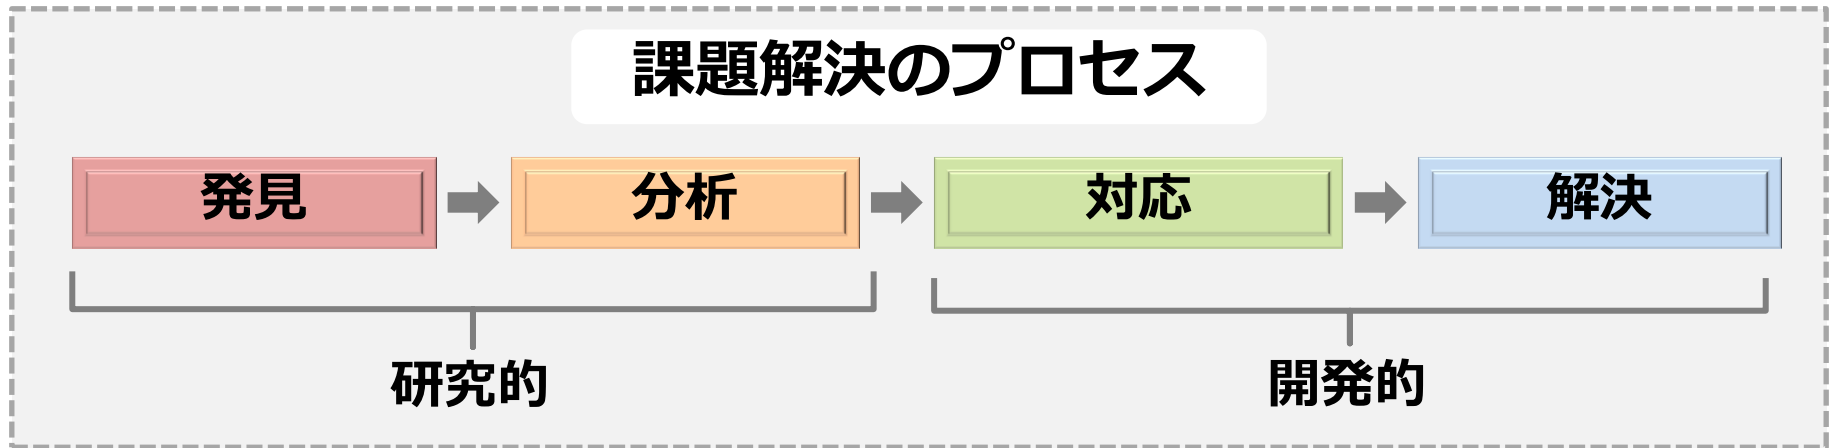 課題解決のプロセス
発見
分析
対応
解決
研究的
開発的